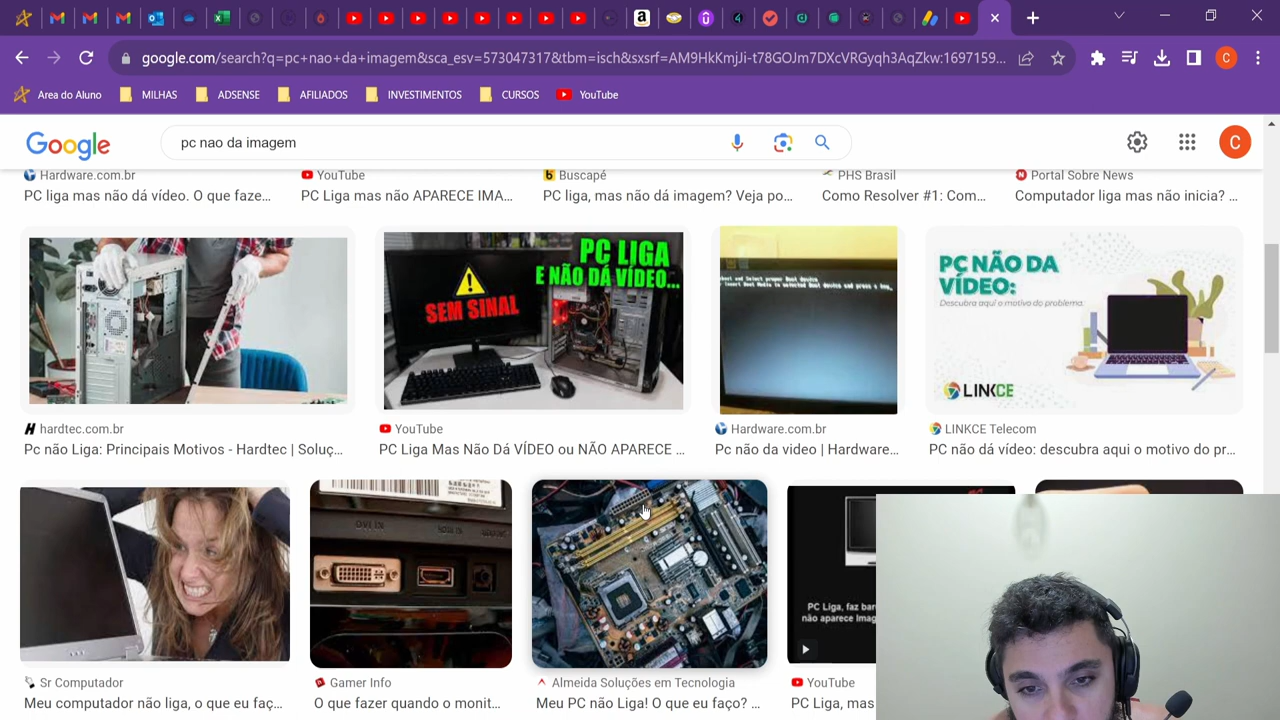 google.com/search?q=pc+nao+da+imagem&sca_esv=573047317&tbm=isch&sxsrf=AM9HkKmjJi-t78GOJm7DXcVRGyqh3AqZkw:1697159...
C
Area do Aluno
MILHAS
ADSENSE
AFILIADOS
INVESTIMENTOS
CURSOS
YouTube
Google
pc nao da imagem
C
Hardware.com.br
YouTube
Buscapé
PHS Brasil
Portal Sobre News
PC liga mas não dá vídeo. O que faze...
PC Liga mas não APARECE IMA...
PC liga, mas não dá imagem? Veja po...
Como Resolver #1: Com...
Computador liga mas não inicia? ...
PC LIGA
E NÃO DÁ VÍDEO...
SEM SINAL
PC NÃO DA
VÍDEO:
Descubra aqui o motivo do problema.
LINKCE
hardtec.com.br
YouTube
Hardware.com.br
LINKCE Telecom
Pc não Liga: Principais Motivos - Hardtec | Soluç...
PC Liga Mas Não Dá VÍDEO ou NÃO APARECE ...
Pc não da video | Hardware...
PC não dá vídeo: descubra aqui o motivo do pr...
DVI IN
PC Liga, faz bar
não aparece Imag
Sr Computador
Gamer Info
Almeida Soluções em Tecnologia
YouTube
Meu computador não liga, o que eu faç...
O que fazer quando o monit...
Meu PC não Liga! O que eu faço? ...
PC Liga, mas